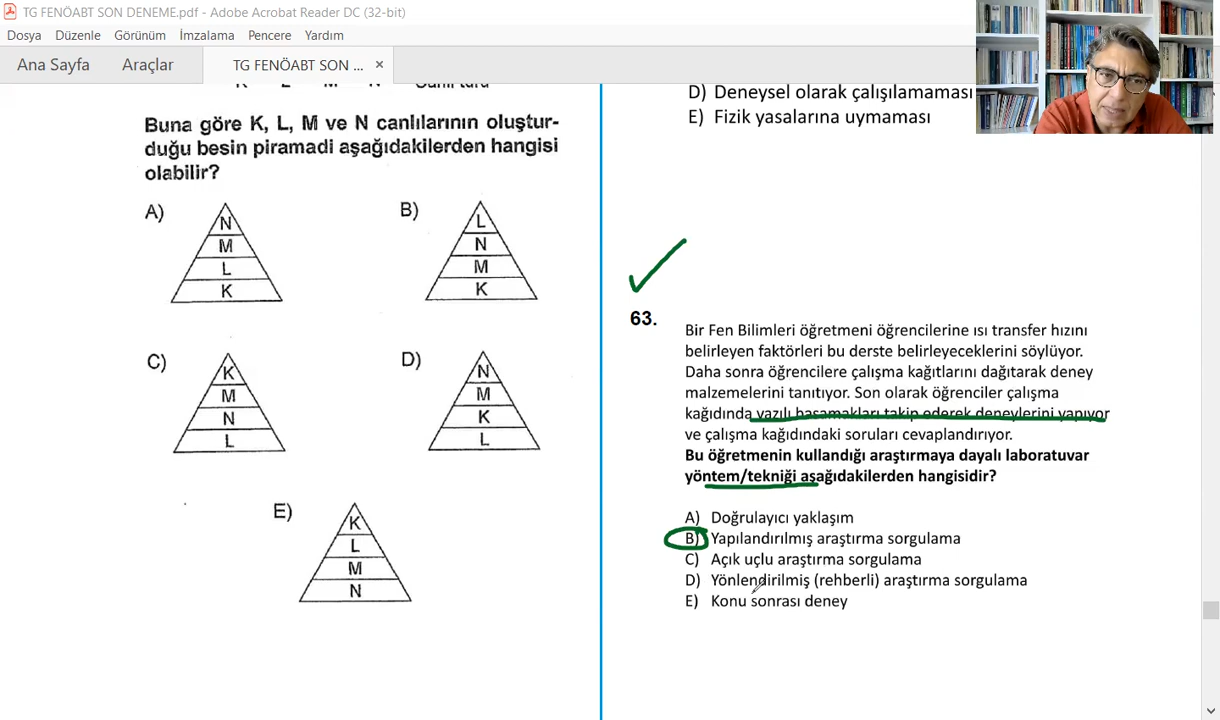 TG FENÖABT SON DENEME.pdf - Adobe Acrobat Reader DC (32-bit)
Dosya Düzenle Görünüm İmzalama Pencere Yardım
Ana Sayfa Araçlar TG FENÖABT SON ... ×
K L M N Canlı türü
Buna göre K, L, M ve N canlılarının oluştur-
duğu besin piramadi aşağıdakilerden hangisi
olabilir?
A)
N
M
L
K
B)
L
N
M
K
C)
K
M
N
L
D)
N
M
K
L
E)
K
L
M
N
D) Deneysel olarak çalışılamaması
E) Fizik yasalarına uymaması
63.
Bir Fen Bilimleri öğretmeni öğrencilerine ısı transfer hızını
belirleyen faktörleri bu derste belirleyeceklerini söylüyor.
Daha sonra öğrencilere çalışma kağıtlarını dağıtarak deney
malzemelerini tanıtıyor. Son olarak öğrenciler çalışma
kağıdında yazılı basamakları takip ederek deneylerini yapıyor
ve çalışma kağıdındaki soruları cevaplandırıyor.
Bu öğretmenin kullandığı araştırmaya dayalı laboratuvar
yöntem/tekniği aşağıdakilerden hangisidir?
A) Doğrulayıcı yaklaşım
B) Yapılandırılmış araştırma sorgulama
C) Açık uçlu araştırma sorgulama
D) Yönlendirilmiş (rehberli) araştırma sorgulama
E) Konu sonrası deney